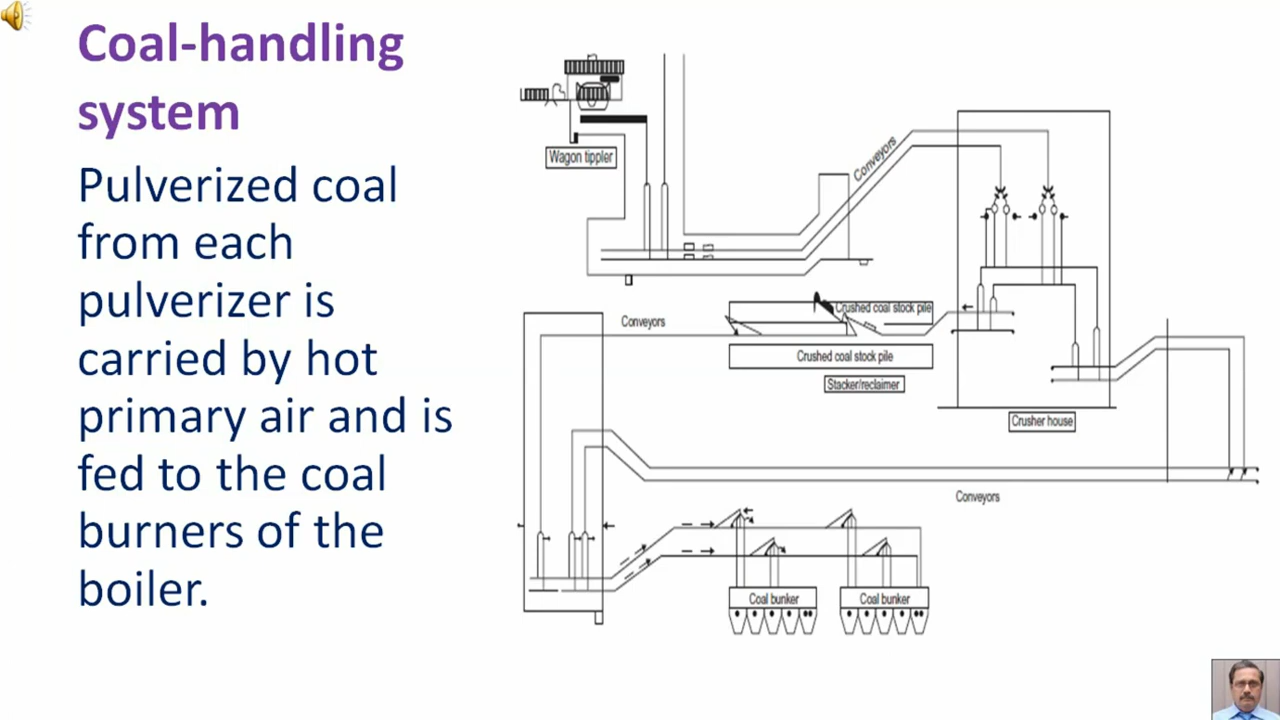 Coal-handling
system
Pulverized coal
from each
pulverizer is
carried by hot
primary air and is
fed to the coal
burners of the
boiler.
Wagon tippler
Conveyors
Crushed coal stock pile
Conveyors
Crushed coal stock pile
Stacker/reclaimer
Crusher house
Conveyors
Coal bunker
Coal bunker